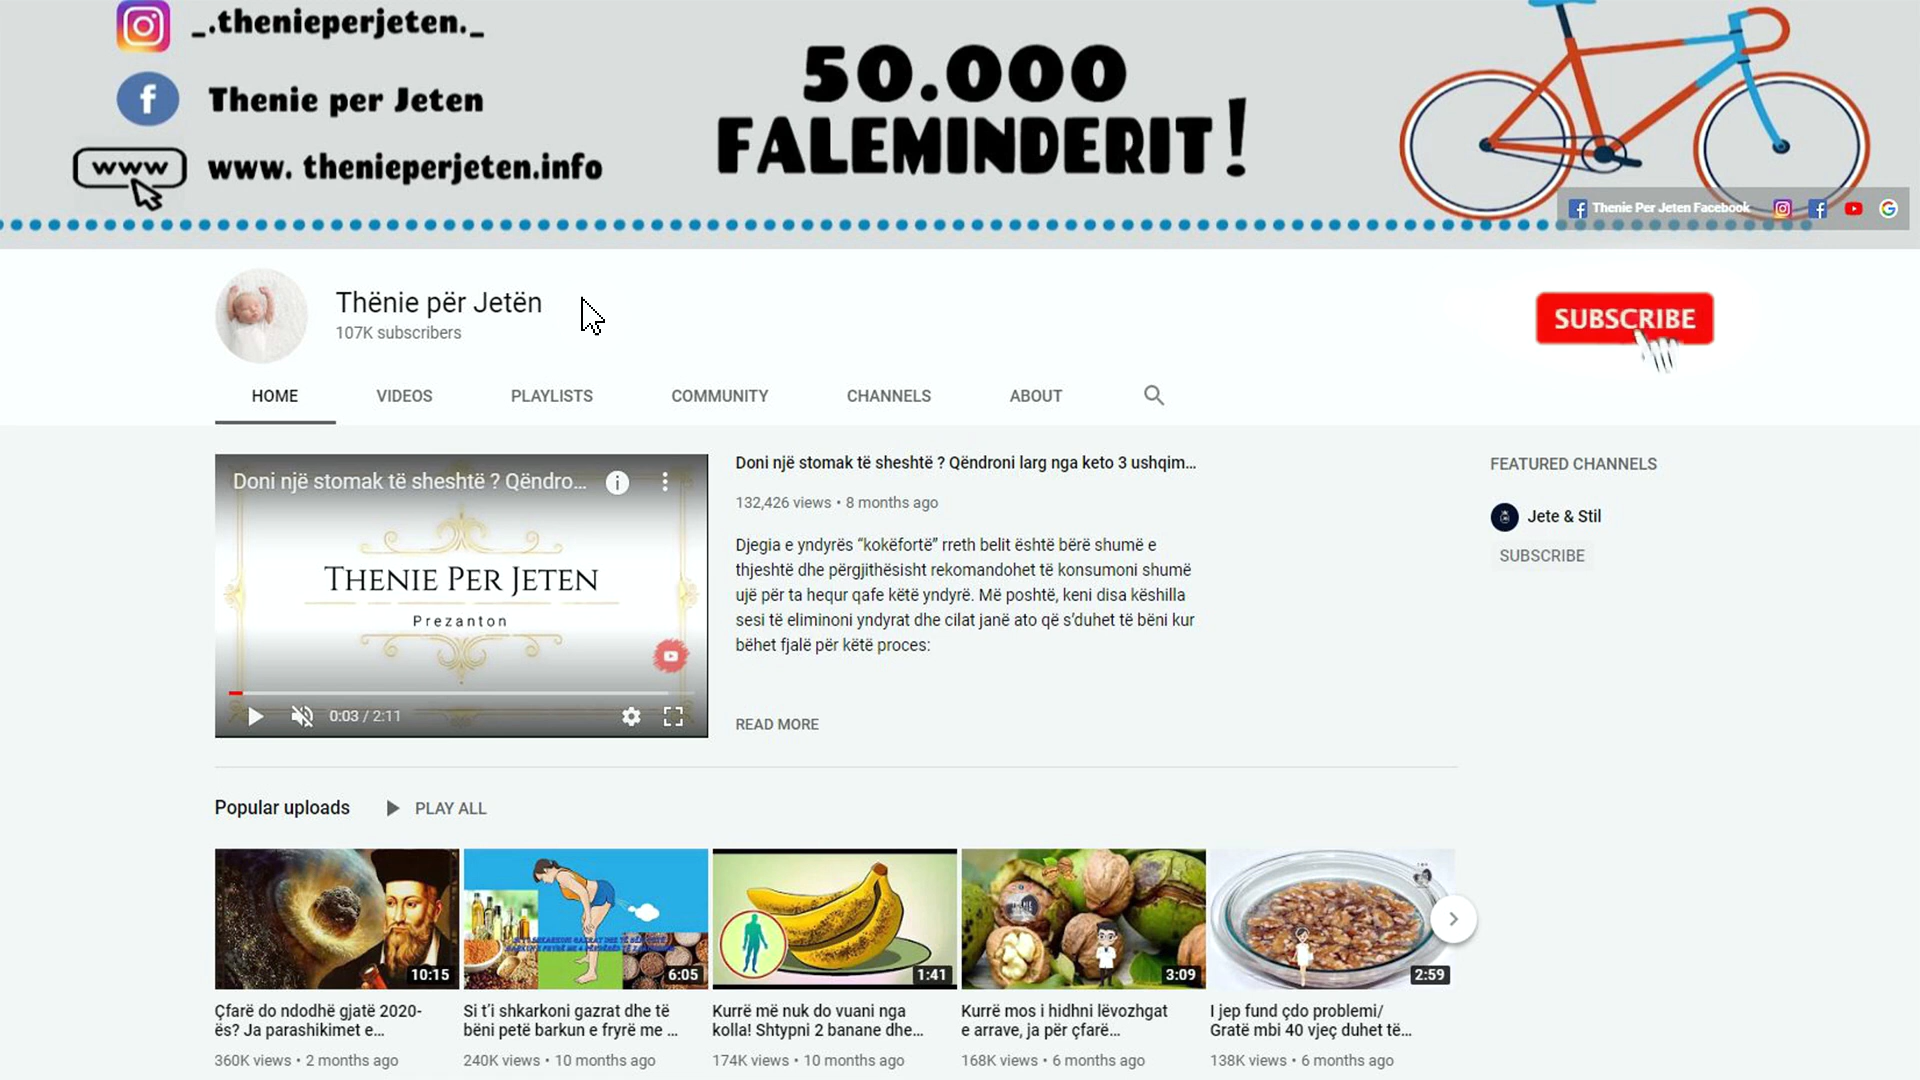 _.thenieperjeten._
Thenie per Jeten
www
www. thenieperjeten.info
50.000
FALEMINDERIT!
Thenie Per Jeten Facebook
Thënie për Jetën
107K subscribers
SUBSCRIBE
HOME
VIDEOS
PLAYLISTS
COMMUNITY
CHANNELS
ABOUT
Doni një stomak të sheshtë ? Qëndro...
THENIE PER JETEN
Prezanton
0:03 / 2:11
Doni një stomak të sheshtë ? Qëndroni larg nga keto 3 ushqim...
132,426 views • 8 months ago
Djegia e yndyrës “kokëfortë” rreth belit është bërë shumë e
thjeshtë dhe përgjithësisht rekomandohet të konsumoni shumë
ujë për ta hequr qafe këtë yndyrë. Më poshtë, keni disa këshilla
sesi të eliminoni yndyrat dhe cilat janë ato që s’duhet të bëni kur
bëhet fjalë për këtë proces:
READ MORE
FEATURED CHANNELS
Jete & Stil
SUBSCRIBE
Popular uploads
PLAY ALL
10:15
6:05
1:41
3:09
2:59
Çfarë do ndodhë gjatë 2020-
ës? Ja parashikimet e...
360K views • 2 months ago
Si t’i shkarkoni gazrat dhe të
bëni petë barkun e fryrë me ...
240K views • 10 months ago
Kurrë më nuk do vuani nga
kolla! Shtypni 2 banane dhe...
174K views • 10 months ago
Kurrë mos i hidhni lëvozhgat
e arrave, ja për çfarë...
168K views • 6 months ago
I jep fund çdo problemi/
Gratë mbi 40 vjeç duhet të...
138K views • 6 months ago